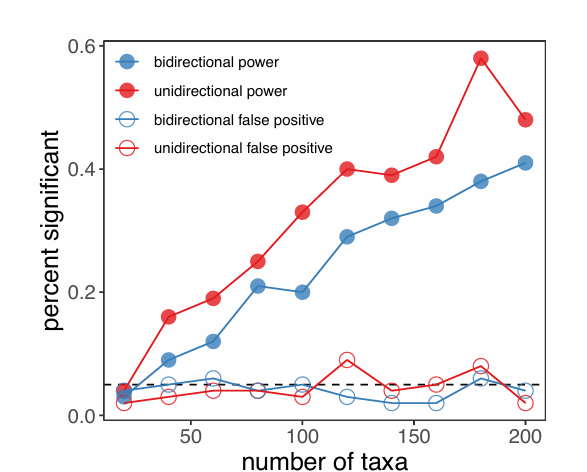 0.6
0.4
0.2
0.0
percent significant
bidirectional power
unidirectional power
bidirectional false positive
unidirectional false positive
50 100 150 200
number of taxa